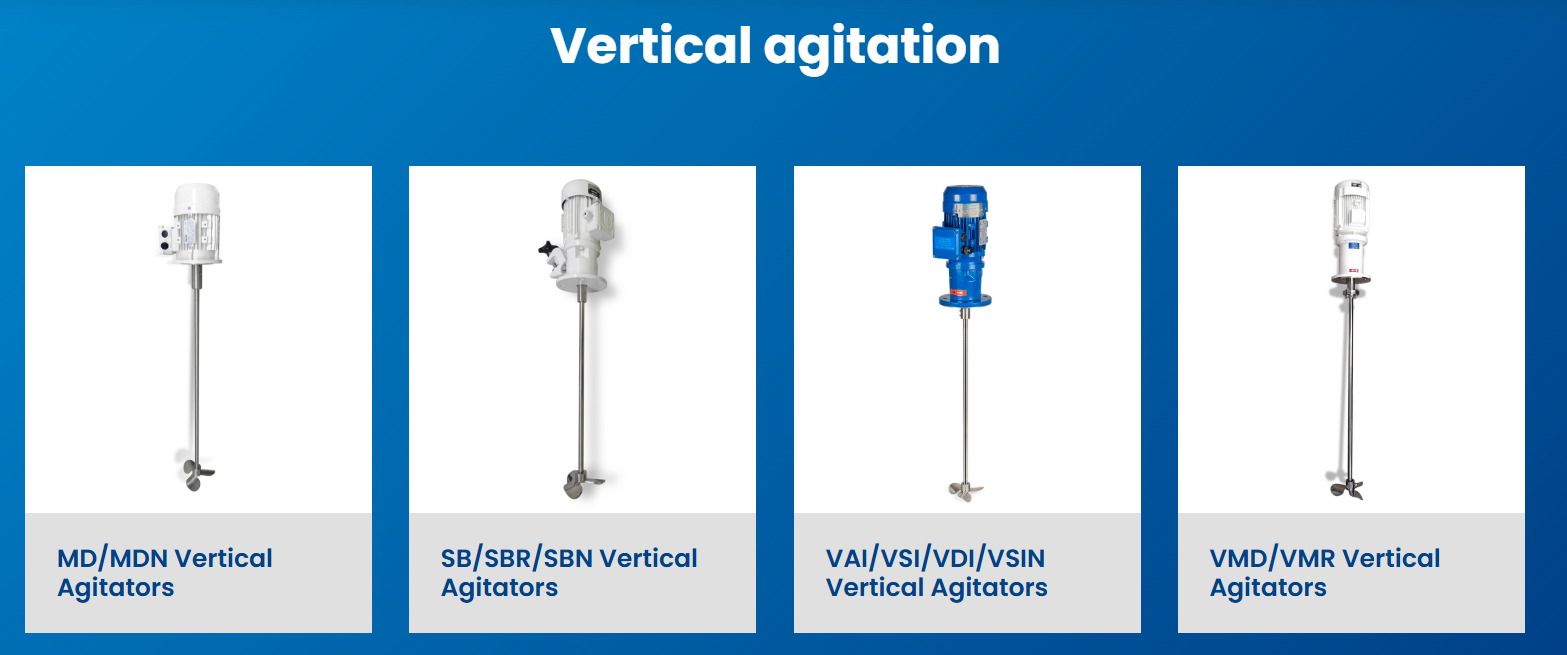 Vertical agitation
MD/MDN Vertical
Agitators
SB/SBR/SBN Vertical
Agitators
VAI/VSI/VDI/VSIN
Vertical Agitators
VMD/VMR Vertical
Agitators